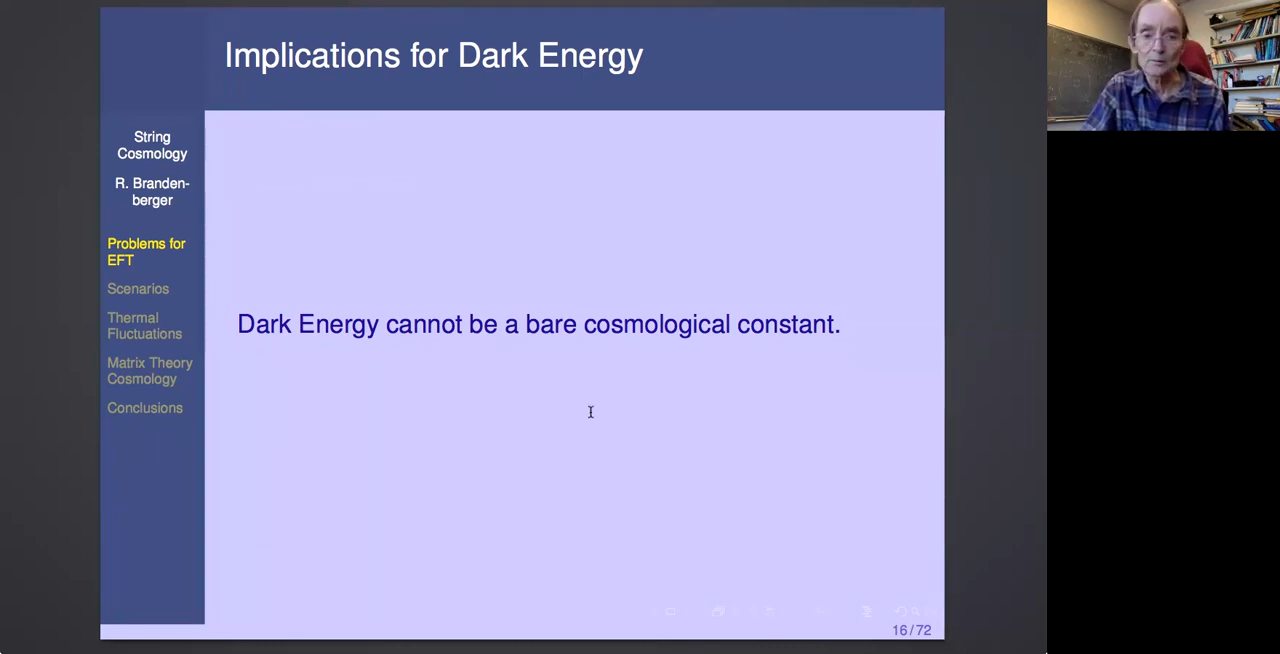 Implications for Dark Energy
String
Cosmology
R. Branden-
berger
Problems for
EFT
Scenarios
Thermal
Fluctuations
Matrix Theory
Cosmology
Conclusions
Dark Energy cannot be a bare cosmological constant.
16/72